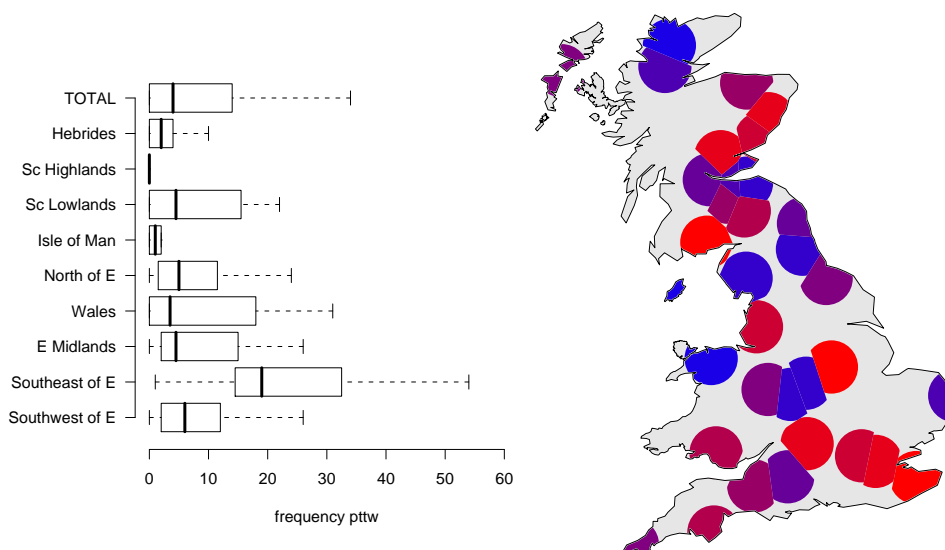 TOTAL
Hebrides
Sc Highlands
Sc Lowlands
Isle of Man
North of E
Wales
E Midlands
Southeast of E
Southwest of E
0 10 20 30 40 50 60
frequency pttw